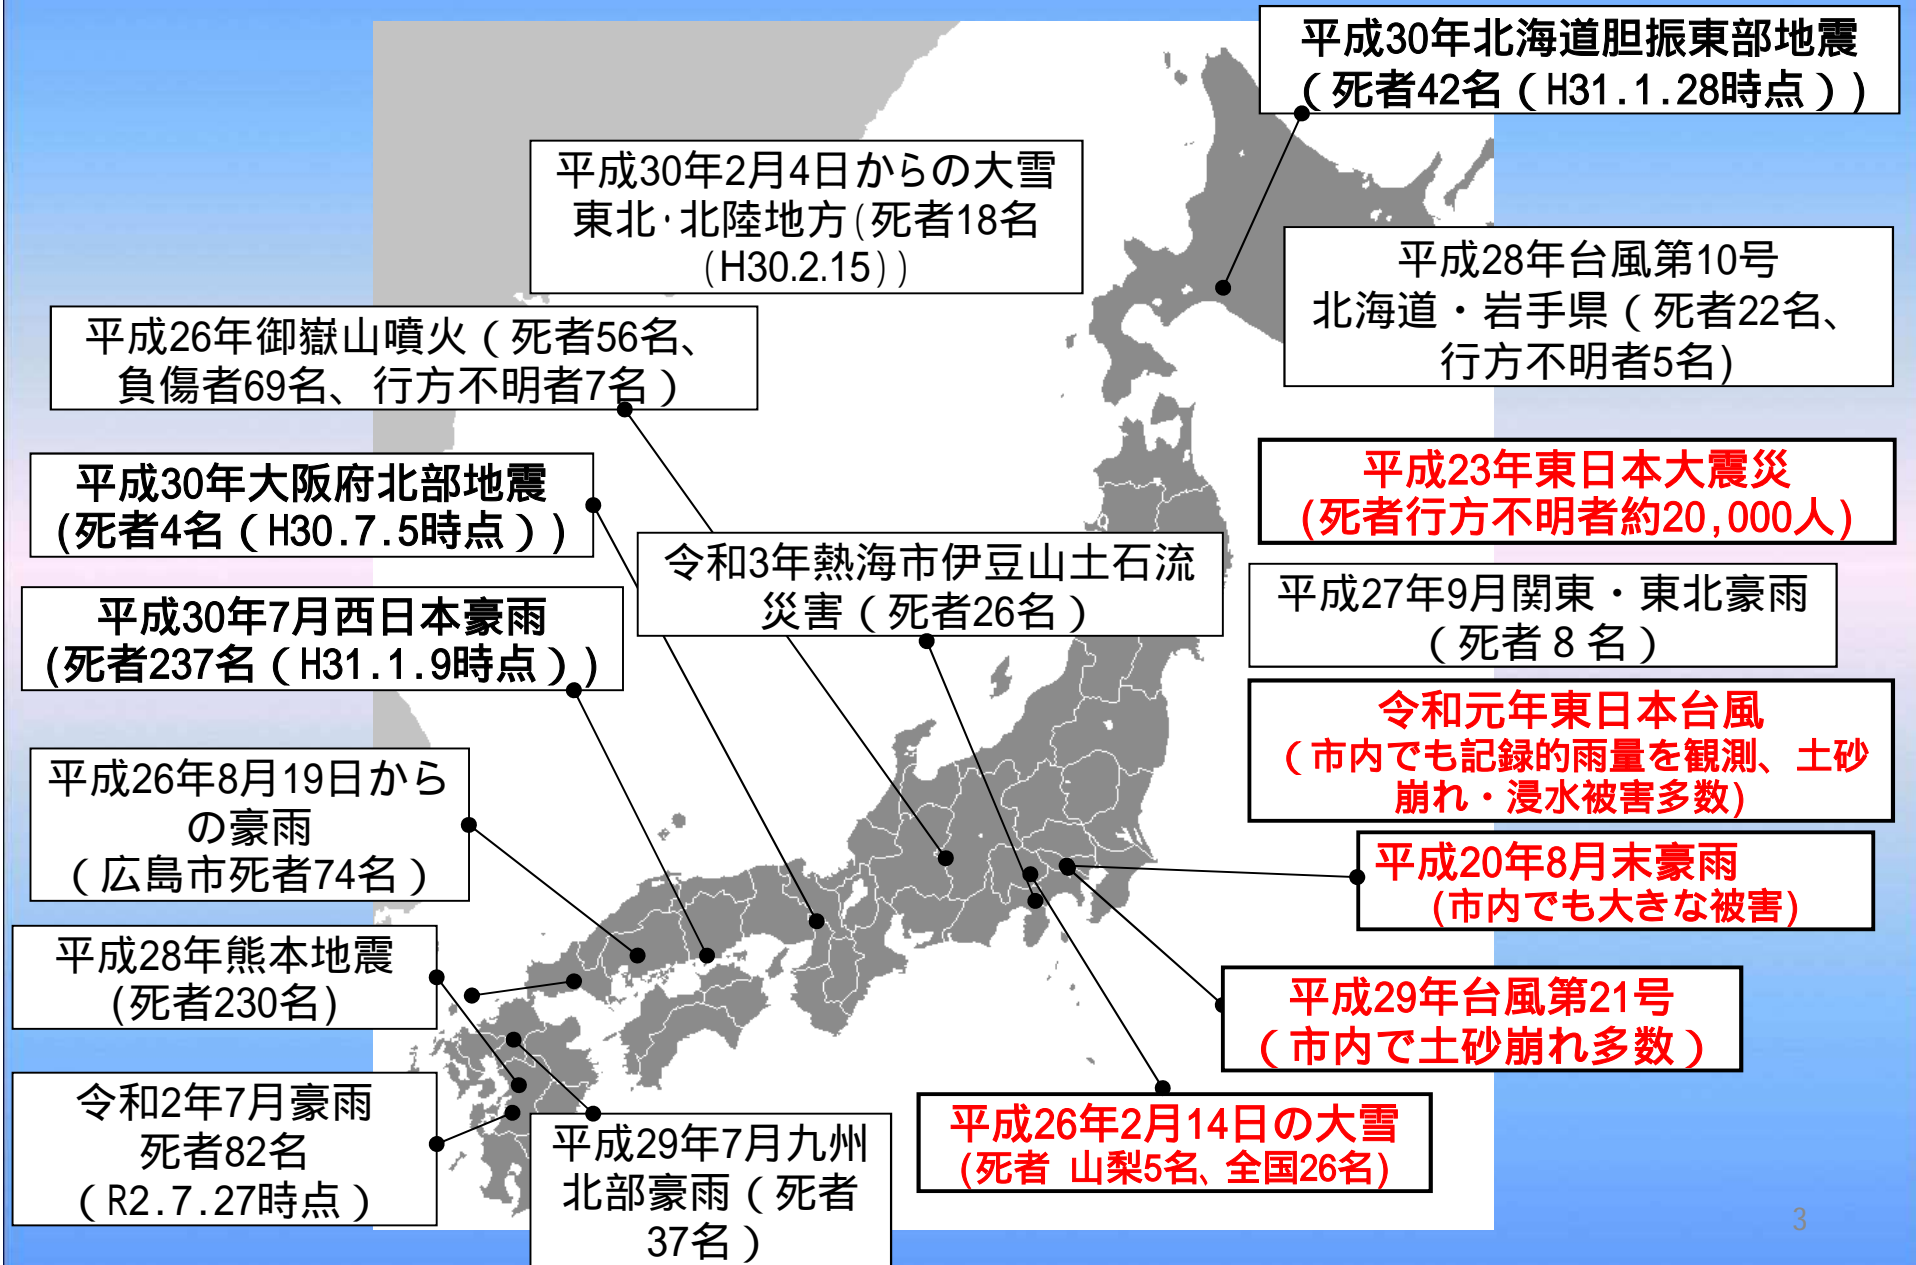 平成30年北海道胆振東部地震
（死者42名（H31.1.28時点））
平成30年2月4日からの大雪
東北・北陸地方(死者18名
(H30.2.15))
平成28年台風第10号
北海道・岩手県（死者22名、
行方不明者5名)
平成26年御嶽山噴火（死者56名、
負傷者69名、行方不明者7名）
平成23年東日本大震災
(死者行方不明者約20,000人)
平成30年大阪府北部地震
(死者4名（H30.7.5時点）)
令和3年熱海市伊豆山土石流
災害（死者26名）
平成27年9月関東・東北豪雨
（死者８名）
平成30年7月西日本豪雨
(死者237名（H31.1.9時点）)
令和元年東日本台風
（市内でも記録的雨量を観測、土砂
崩れ・浸水被害多数)
平成26年8月19日から
の豪雨
（広島市死者74名）
平成20年8月末豪雨
(市内でも大きな被害)
平成28年熊本地震
(死者230名)
平成29年台風第21号
（市内で土砂崩れ多数）
令和2年7月豪雨
死者82名
（R2.7.27時点）
平成29年7月九州
北部豪雨（死者
37名）
平成26年2月14日の大雪
(死者 山梨5名、全国26名)
3